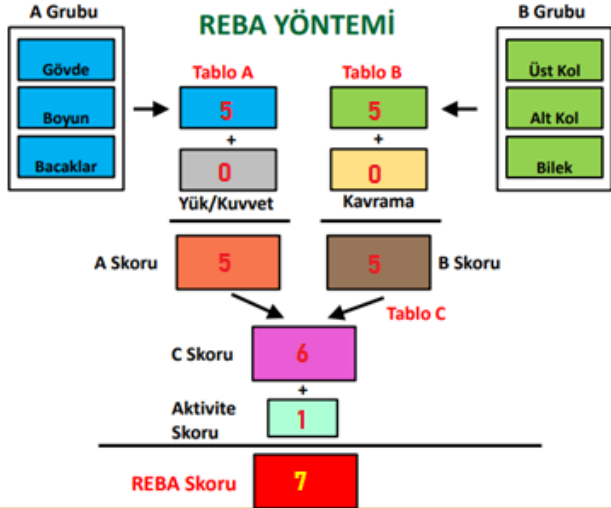 A Grubu
REBA YÖNTEMİ
B Grubu
Gövde
Boyun
Bacaklar
Tablo A
Tablo B
5
5
+
+
0
0
Yük/Kuvvet
Kavrama
Üst Kol
Alt Kol
Bilek
A Skoru
5
5
B Skoru
Tablo C
C Skoru
6
+
Aktivite
Skoru
1
REBA Skoru
7